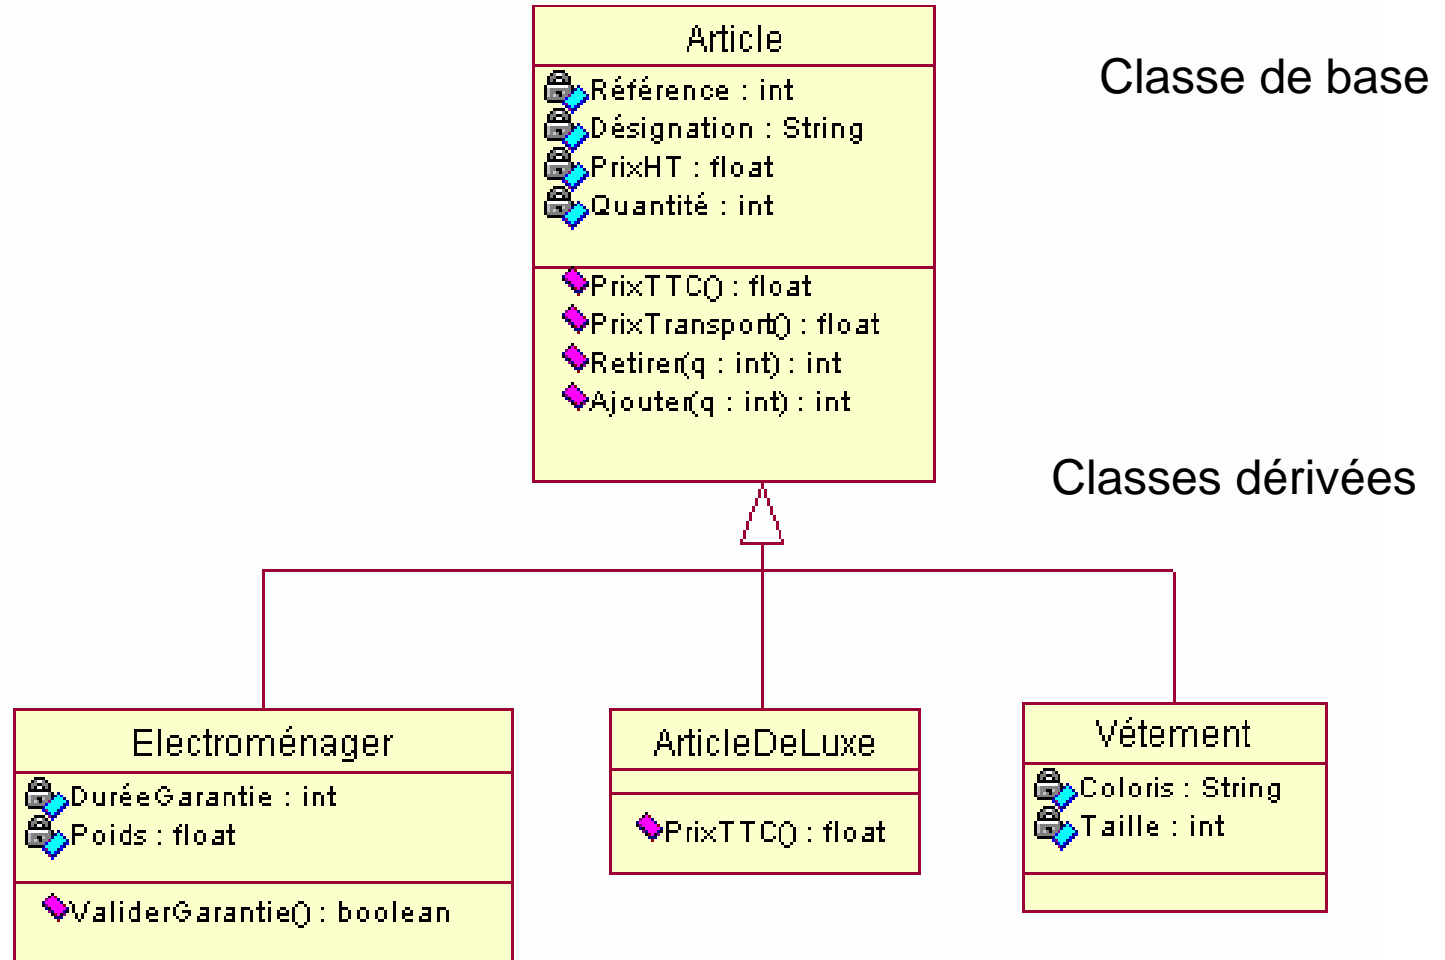 Article
Classe de base
Référence : int
Désignation : String
PrixHT : float
Quantité : int
PrixTTC() : float
PrixTransport() : float
Retirer(q : int) : int
Ajouter(q : int) : int
Classes dérivées
Electroménager
DuréeGarantie : int
Poids : float
ValiderGarantie() : boolean
ArticleDeLuxe
PrixTTC() : float
Vétement
Coloris : String
Taille : int